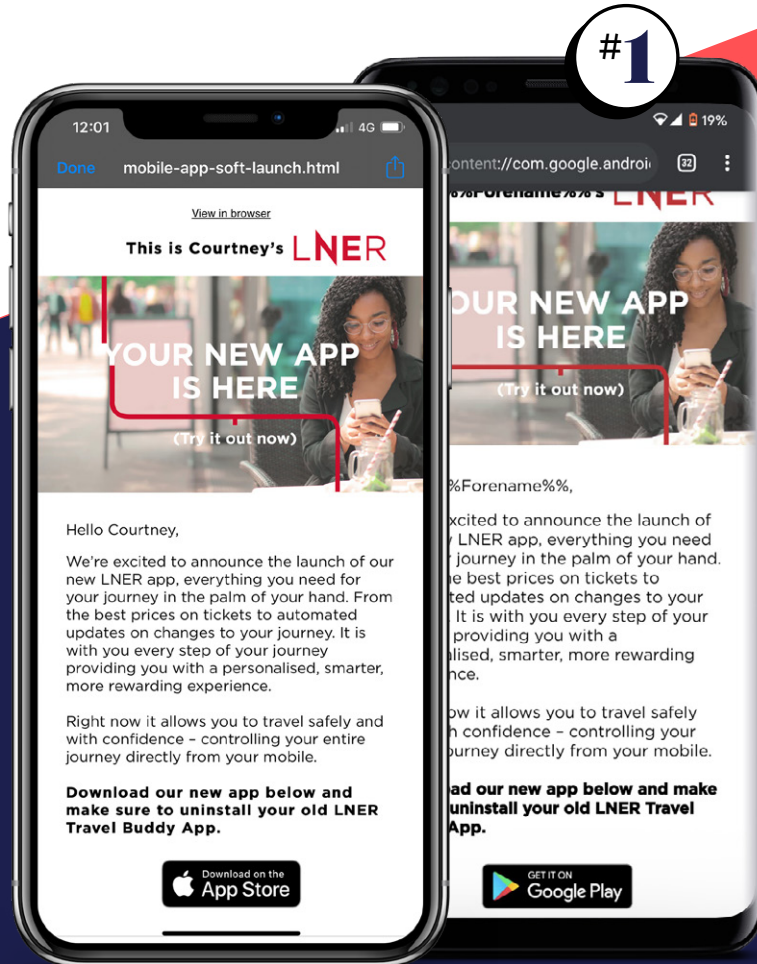 #1
12:01
4G
Done
mobile-app-soft-launch.html
View in browser
This is Courtney's LNER
YOUR NEW APP
IS HERE
(Try it out now)
Hello Courtney,
We're excited to announce the launch of our
new LNER app, everything you need for
your journey in the palm of your hand. From
the best prices on tickets to automated
updates on changes to your journey. It is
with you every step of your journey
providing you with a personalised, smarter,
more rewarding experience.
Right now it allows you to travel safely and
with confidence – controlling your entire
journey directly from your mobile.
Download our new app below and
make sure to uninstall your old LNER
Travel Buddy App.
Download on the
App Store
19%
content://com.google.androi
32
%%Forename%%'s LNER
OUR NEW APP
IS HERE
(Try it out now)
%Forename%%,
xcited to announce the launch of
LNER app, everything you need
journey in the palm of your hand.
e best prices on tickets to
ted updates on changes to your
It is with you every step of your
providing you with a
alised, smarter, more rewarding
nce.
ow it allows you to travel safely
h confidence – controlling your
ourney directly from your mobile.
ad our new app below and make
uninstall your old LNER Travel
App.
GET IT ON
Google Play